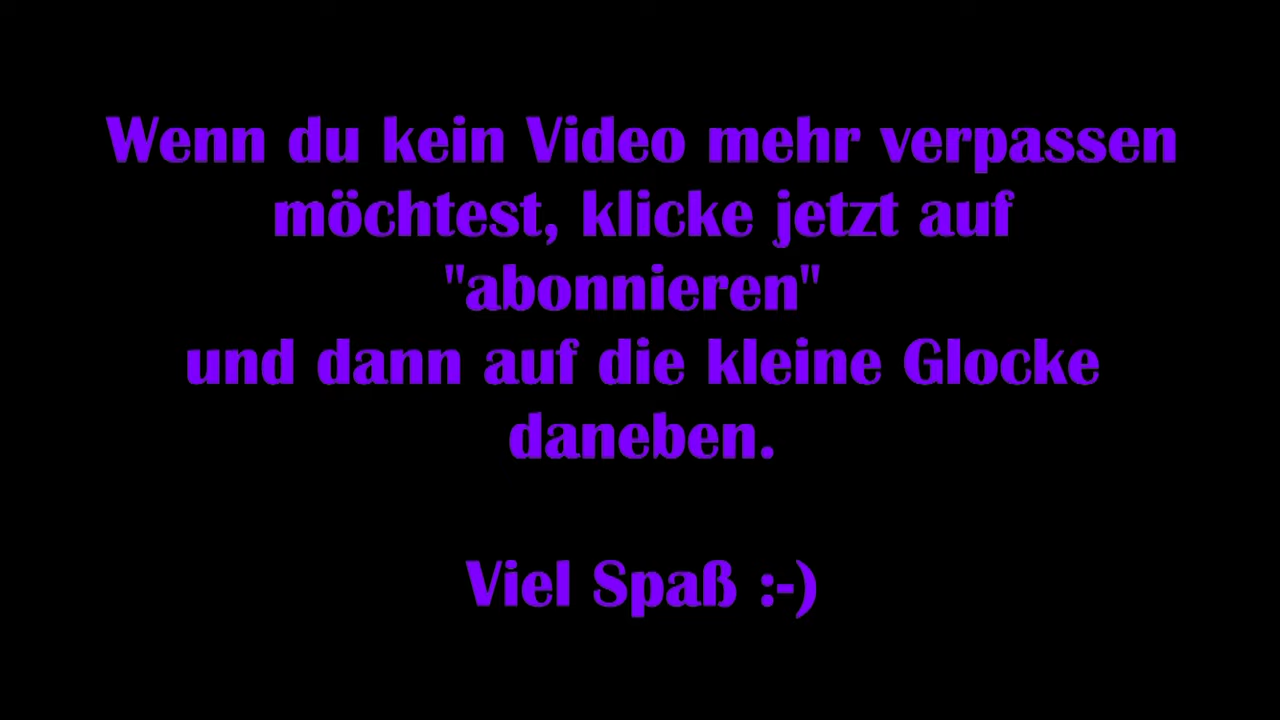 Wenn du kein Video mehr verpassen
möchtest, klicke jetzt auf
"abonnieren"
und dann auf die kleine Glocke
daneben.
Viel Spaß :-)